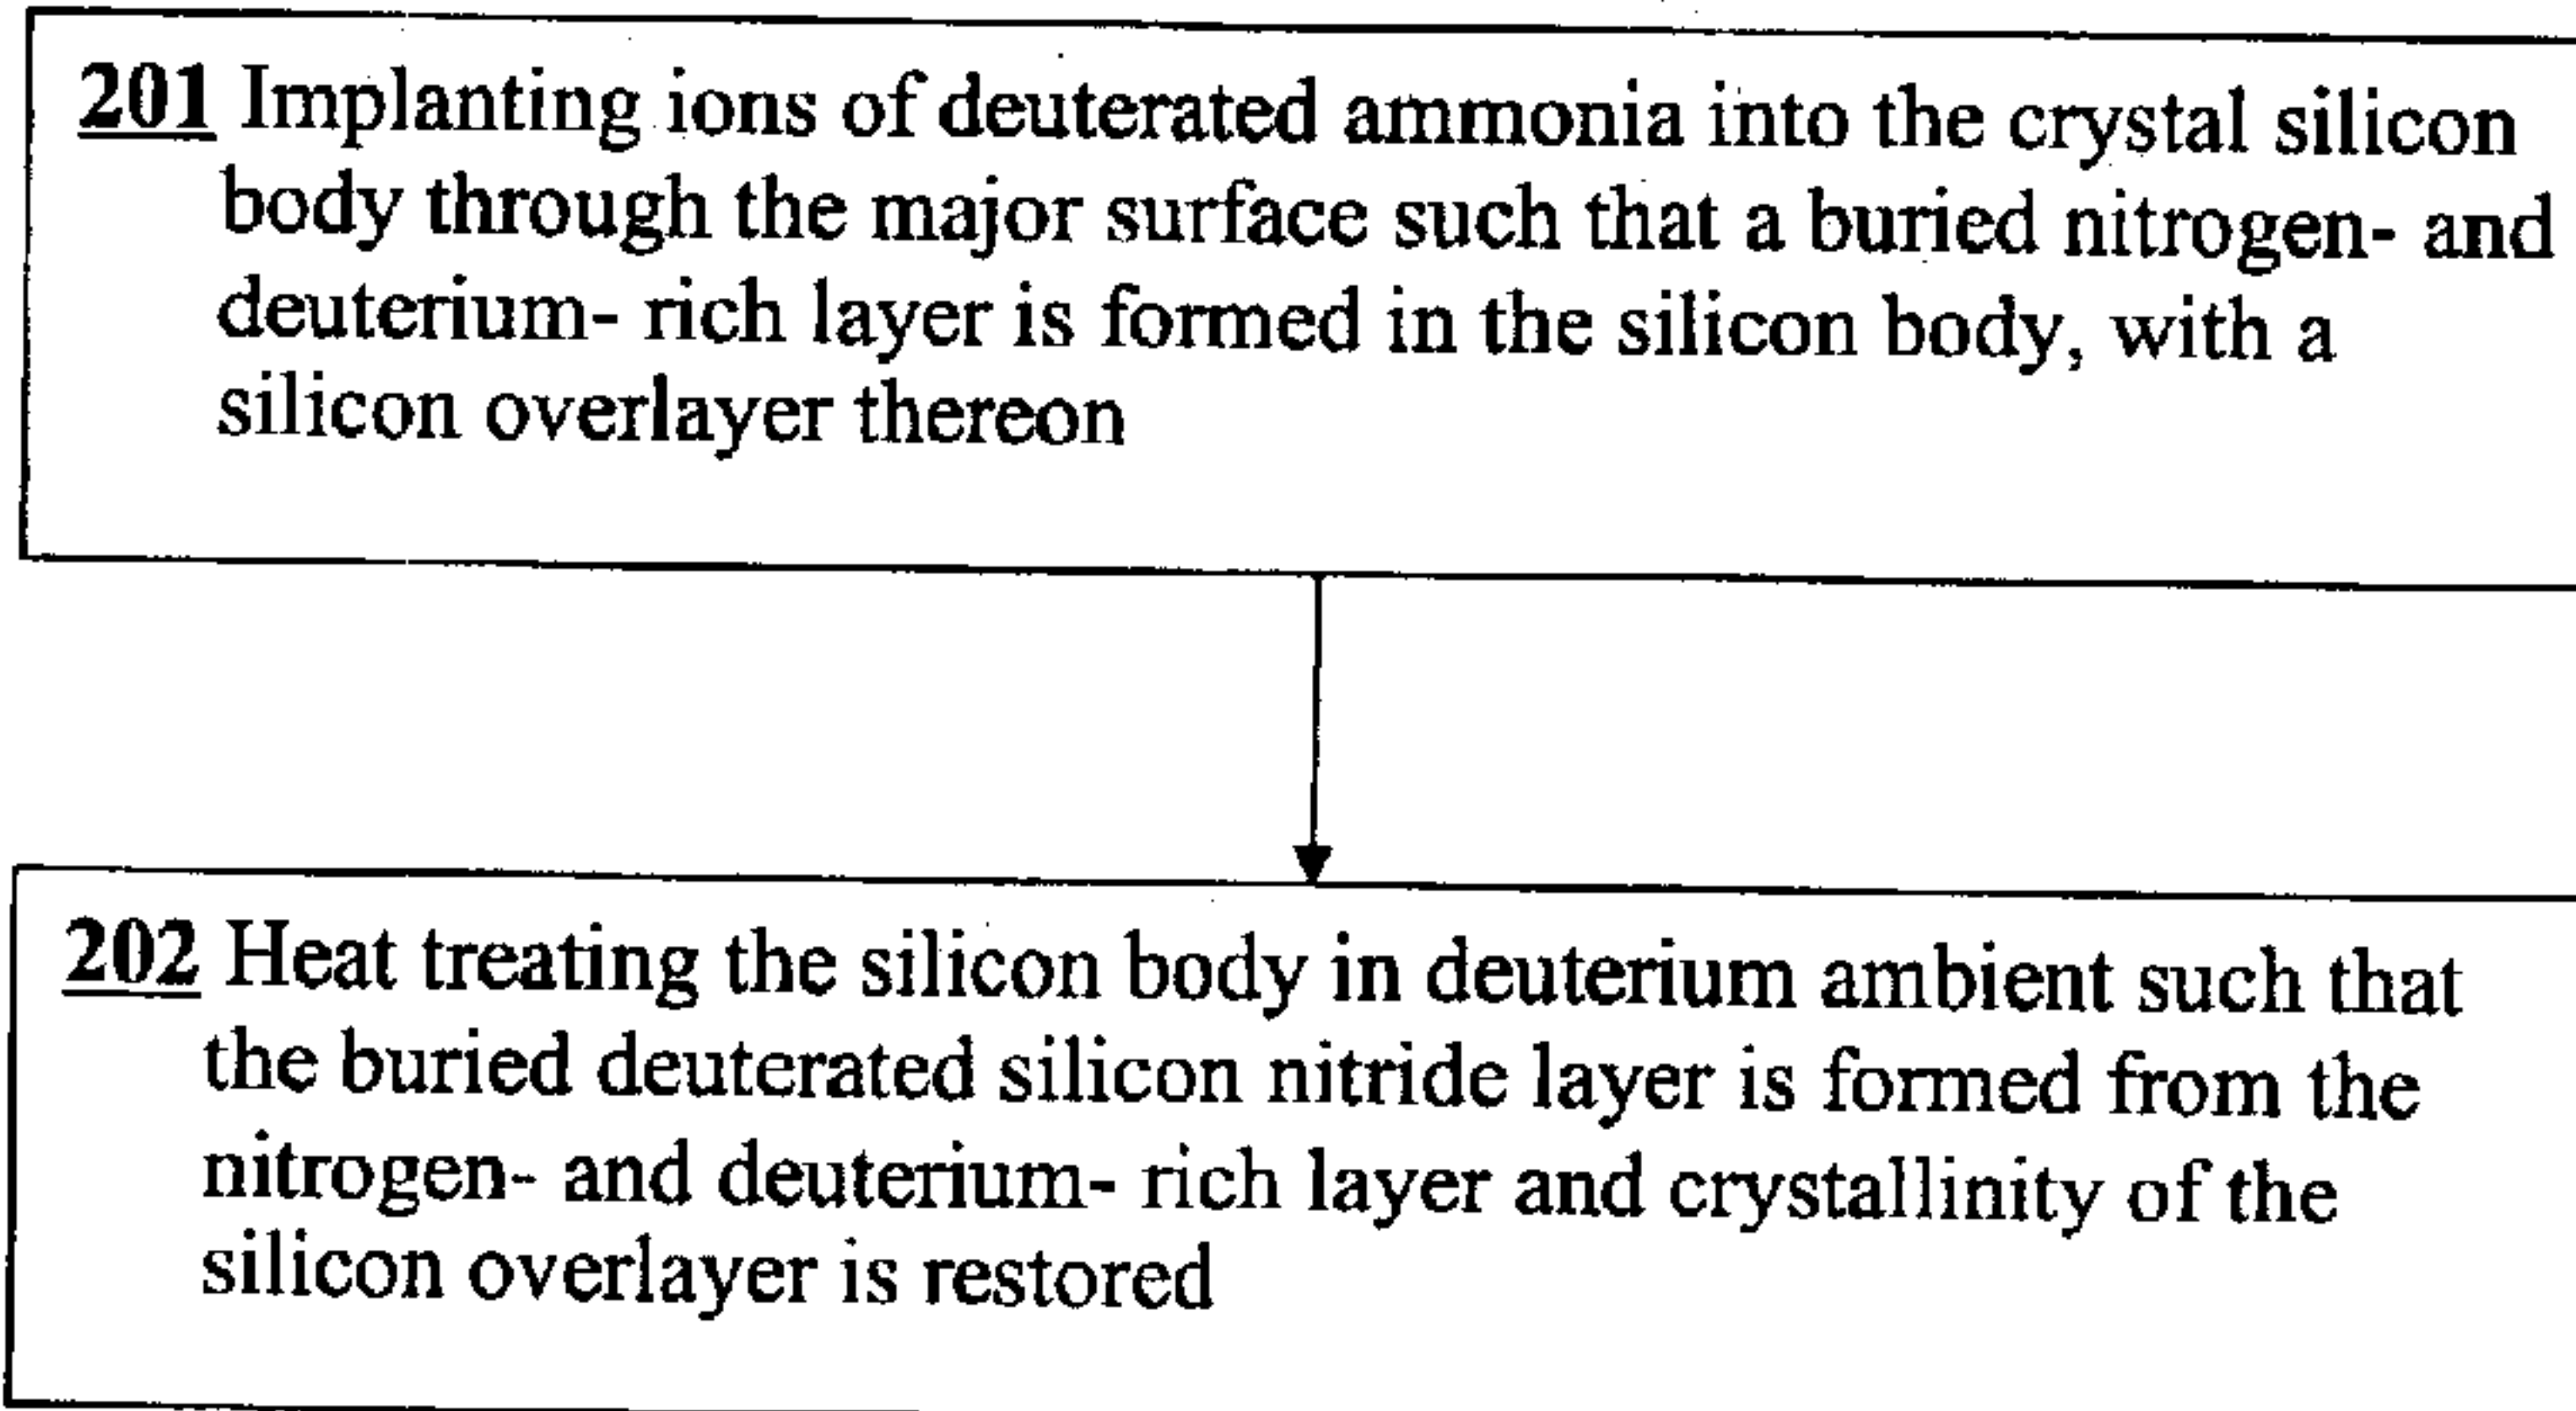 201 Implanting ions of deuterated ammonia into the crystal silicon
body through the major surface such that a buried nitrogen- and
deuterium- rich layer is formed in the silicon body, with a
silicon overlayer thereon
202 Heat treating the silicon body in deuterium ambient such that
the buried deuterated silicon nitride layer is formed from the
nitrogen- and deuterium- rich layer and crystallinity of the
silicon overlayer is restored